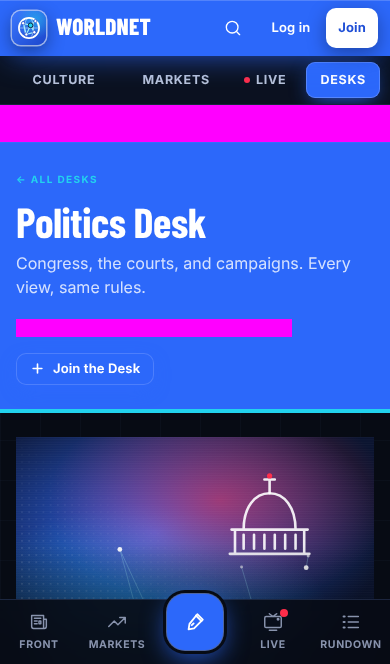 WORLDNET
Log in
Join
CULTURE
MARKETS
LIVE
DESKS
← ALL DESKS
Politics Desk
Congress, the courts, and campaigns. Every
view, same rules.
+ Join the Desk
FRONT
MARKETS
LIVE
RUNDOWN